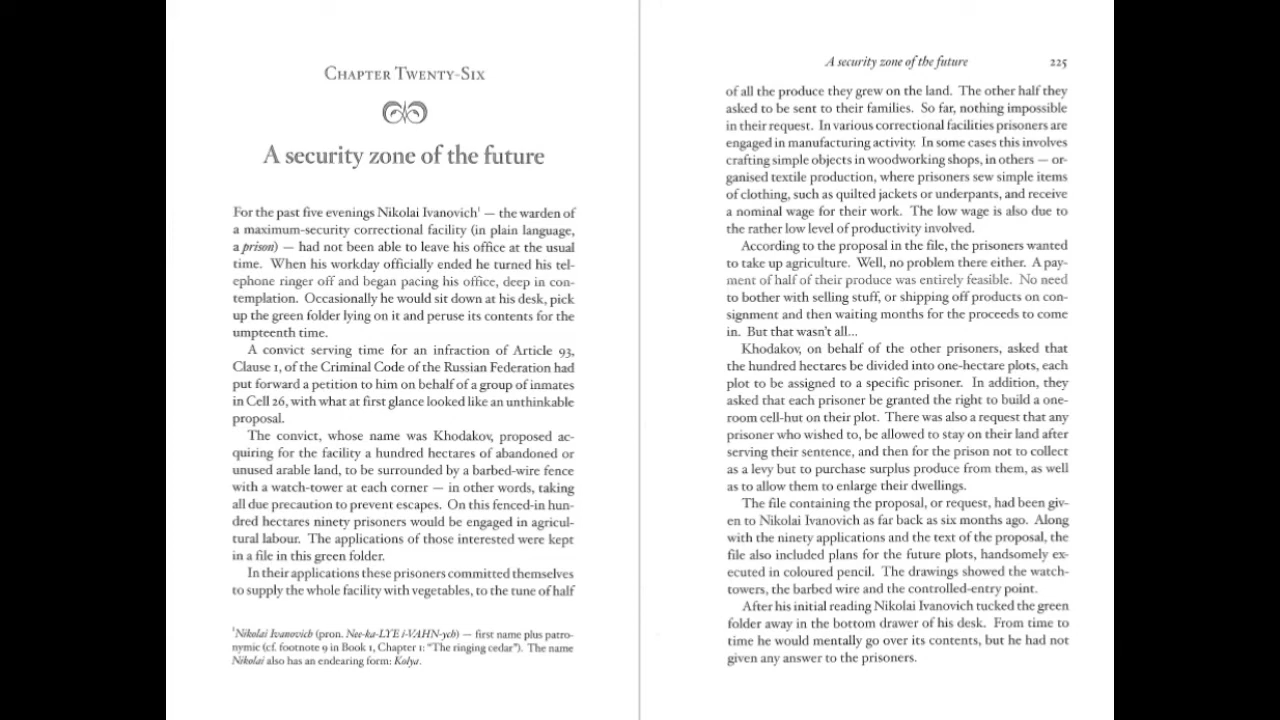 CHAPTER TWENTY-SIX
A security zone of the future
For the past five evenings Nikolai Ivanovich¹ — the warden of
a maximum-security correctional facility (in plain language,
a prison) — had not been able to leave his office at the usual
time. When his workday officially ended he turned his tel-
ephone ringer off and began pacing his office, deep in con-
templation. Occasionally he would sit down at his desk, pick
up the green folder lying on it and peruse its contents for the
umpteenth time.
A convict serving time for an infraction of Article 93,
Clause 1, of the Criminal Code of the Russian Federation had
put forward a petition to him on behalf of a group of inmates
in Cell 26, with what at first glance looked like an unthinkable
proposal.
The convict, whose name was Khodakov, proposed ac-
quiring for the facility a hundred hectares of abandoned or
unused arable land, to be surrounded by a barbed-wire fence
with a watch-tower at each corner — in other words, taking
all due precaution to prevent escapes. On this fenced-in hun-
dred hectares ninety prisoners would be engaged in agricul-
tural labour. The applications of those interested were kept
in a file in this green folder.
In their applications these prisoners committed themselves
to supply the whole facility with vegetables, to the tune of half
¹Nikolai Ivanovich (pron. Nee-ka-LYE i-VAHN-ych) — first name plus patro-
nymic (cf. footnote 9 in Book 1, Chapter 1: "The ringing cedar"). The name
Nikolai also has an endearing form: Kolya.
A security zone of the future 225
of all the produce they grew on the land. The other half they
asked to be sent to their families. So far, nothing impossible
in their request. In various correctional facilities prisoners are
engaged in manufacturing activity. In some cases this involves
crafting simple objects in woodworking shops, in others — or-
ganised textile production, where prisoners sew simple items
of clothing, such as quilted jackets or underpants, and receive
a nominal wage for their work. The low wage is also due to
the rather low level of productivity involved.
According to the proposal in the file, the prisoners wanted
to take up agriculture. Well, no problem there either. A pay-
ment of half of their produce was entirely feasible. No need
to bother with selling stuff, or shipping off products on con-
signment and then waiting months for the proceeds to come
in. But that wasn't all...
Khodakov, on behalf of the other prisoners, asked that
the hundred hectares be divided into one-hectare plots, each
plot to be assigned to a specific prisoner. In addition, they
asked that each prisoner be granted the right to build a one-
room cell-hut on their plot. There was also a request that any
prisoner who wished to, be allowed to stay on their land after
serving their sentence, and then for the prison not to collect
as a levy but to purchase surplus produce from them, as well
as to allow them to enlarge their dwellings.
The file containing the proposal, or request, had been giv-
en to Nikolai Ivanovich as far back as six months ago. Along
with the ninety applications and the text of the proposal, the
file also included plans for the future plots, handsomely ex-
ecuted in coloured pencil. The drawings showed the watch-
towers, the barbed wire and the controlled-entry point.
After his initial reading Nikolai Ivanovich tucked the green
folder away in the bottom drawer of his desk. From time to
time he would mentally go over its contents, but he had not
given any answer to the prisoners.